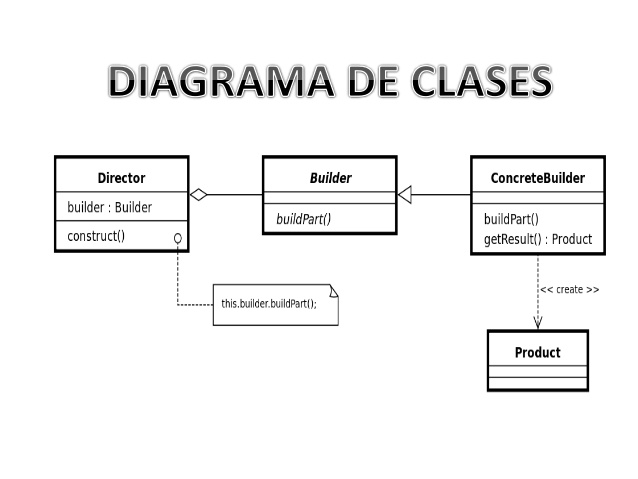 DIAGRAMA DE CLASES
Director
builder : Builder
construct()
this.builder.buildPart();
Builder
buildPart()
ConcreteBuilder
buildPart()
getResult() : Product
<< create >>
Product